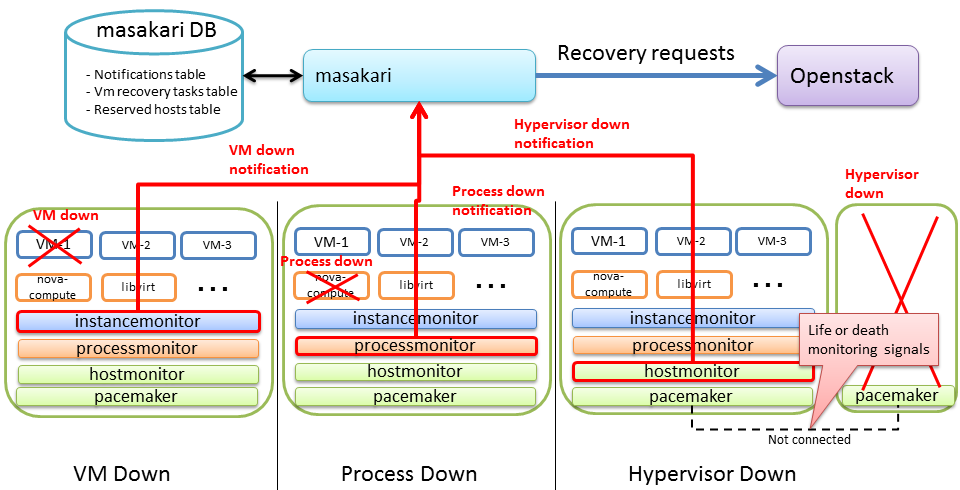 masakari DB
- Notifications table
- Vm recovery tasks table
- Reserved hosts table
masakari
Recovery requests
Openstack
VM down
notification
Hypervisor down
notification
Process down
notification
Hypervisor
down
VM down
VM-1
VM-2
VM-3
nova-
compute
libvirt
...
instancemonitor
processmonitor
hostmonitor
pacemaker
VM-1
VM-2
VM-3
Process down
nova-
compute
libvirt
...
instancemonitor
processmonitor
hostmonitor
pacemaker
VM-1
VM-2
VM-3
nova-
compute
libvirt
...
instancemonitor
processmonitor
hostmonitor
pacemaker
Life or death
monitoring signals
pacemaker
Not connected
VM Down
Process Down
Hypervisor Down